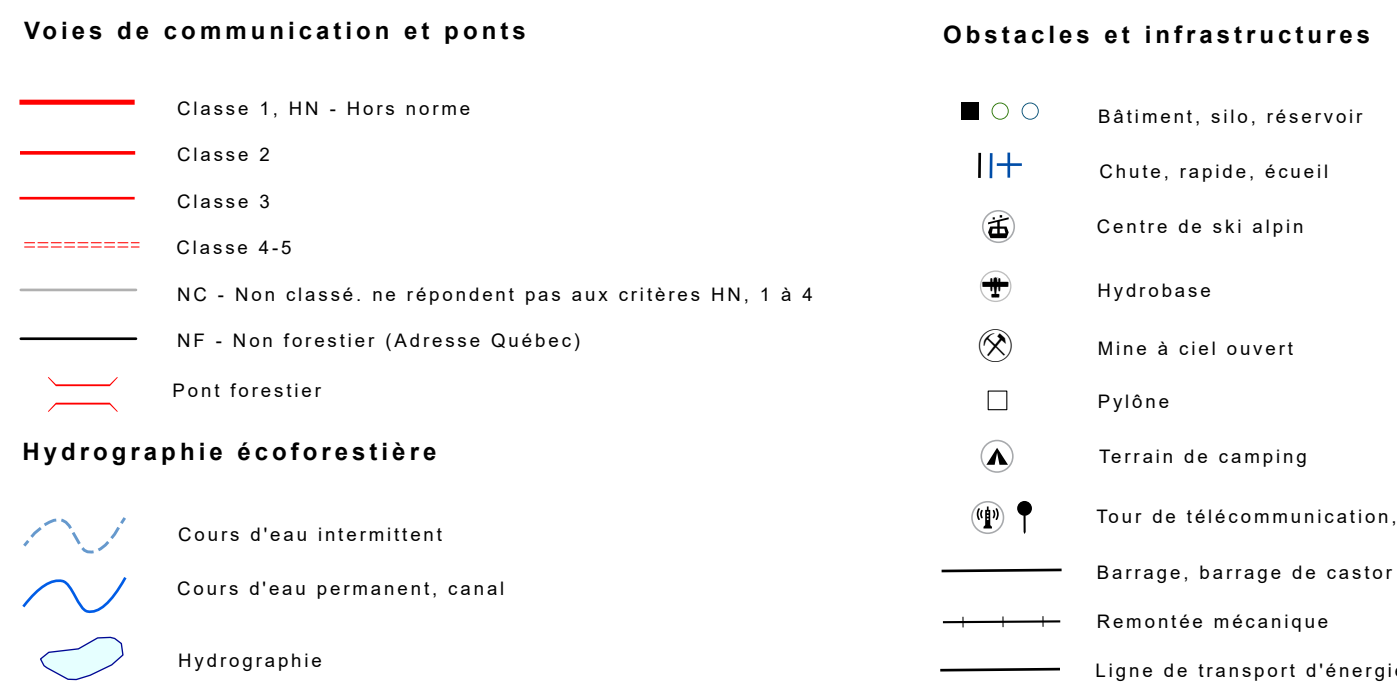 Voies de communication et ponts
Classe 1, HN - Hors norme
Classe 2
Classe 3
Classe 4-5
NC - Non classé. ne répondent pas aux critères HN, 1 à 4
NF - Non forestier (Adresse Québec)
Pont forestier
Hydrographie écoforestière
Cours d'eau intermittent
Cours d'eau permanent, canal
Hydrographie
Obstacles et infrastructures
Bâtiment, silo, réservoir
Chute, rapide, écueil
Centre de ski alpin
Hydrobase
Mine à ciel ouvert
Pylône
Terrain de camping
Tour de télécommunication,
Barrage, barrage de castor
Remontée mécanique
Ligne de transport d'énergie